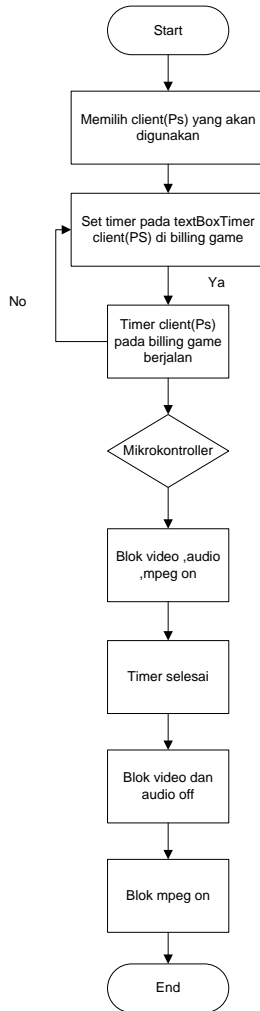 Start
Memilih client(Ps) yang akan
digunakan
Set timer pada textBoxTimer
client(PS) di billing game
Ya
No
Timer client(Ps)
pada billing game
berjalan
Mikrokontroller
Blok video ,audio
,mpeg on
Timer selesai
Blok video dan
audio off
Blok mpeg on
End